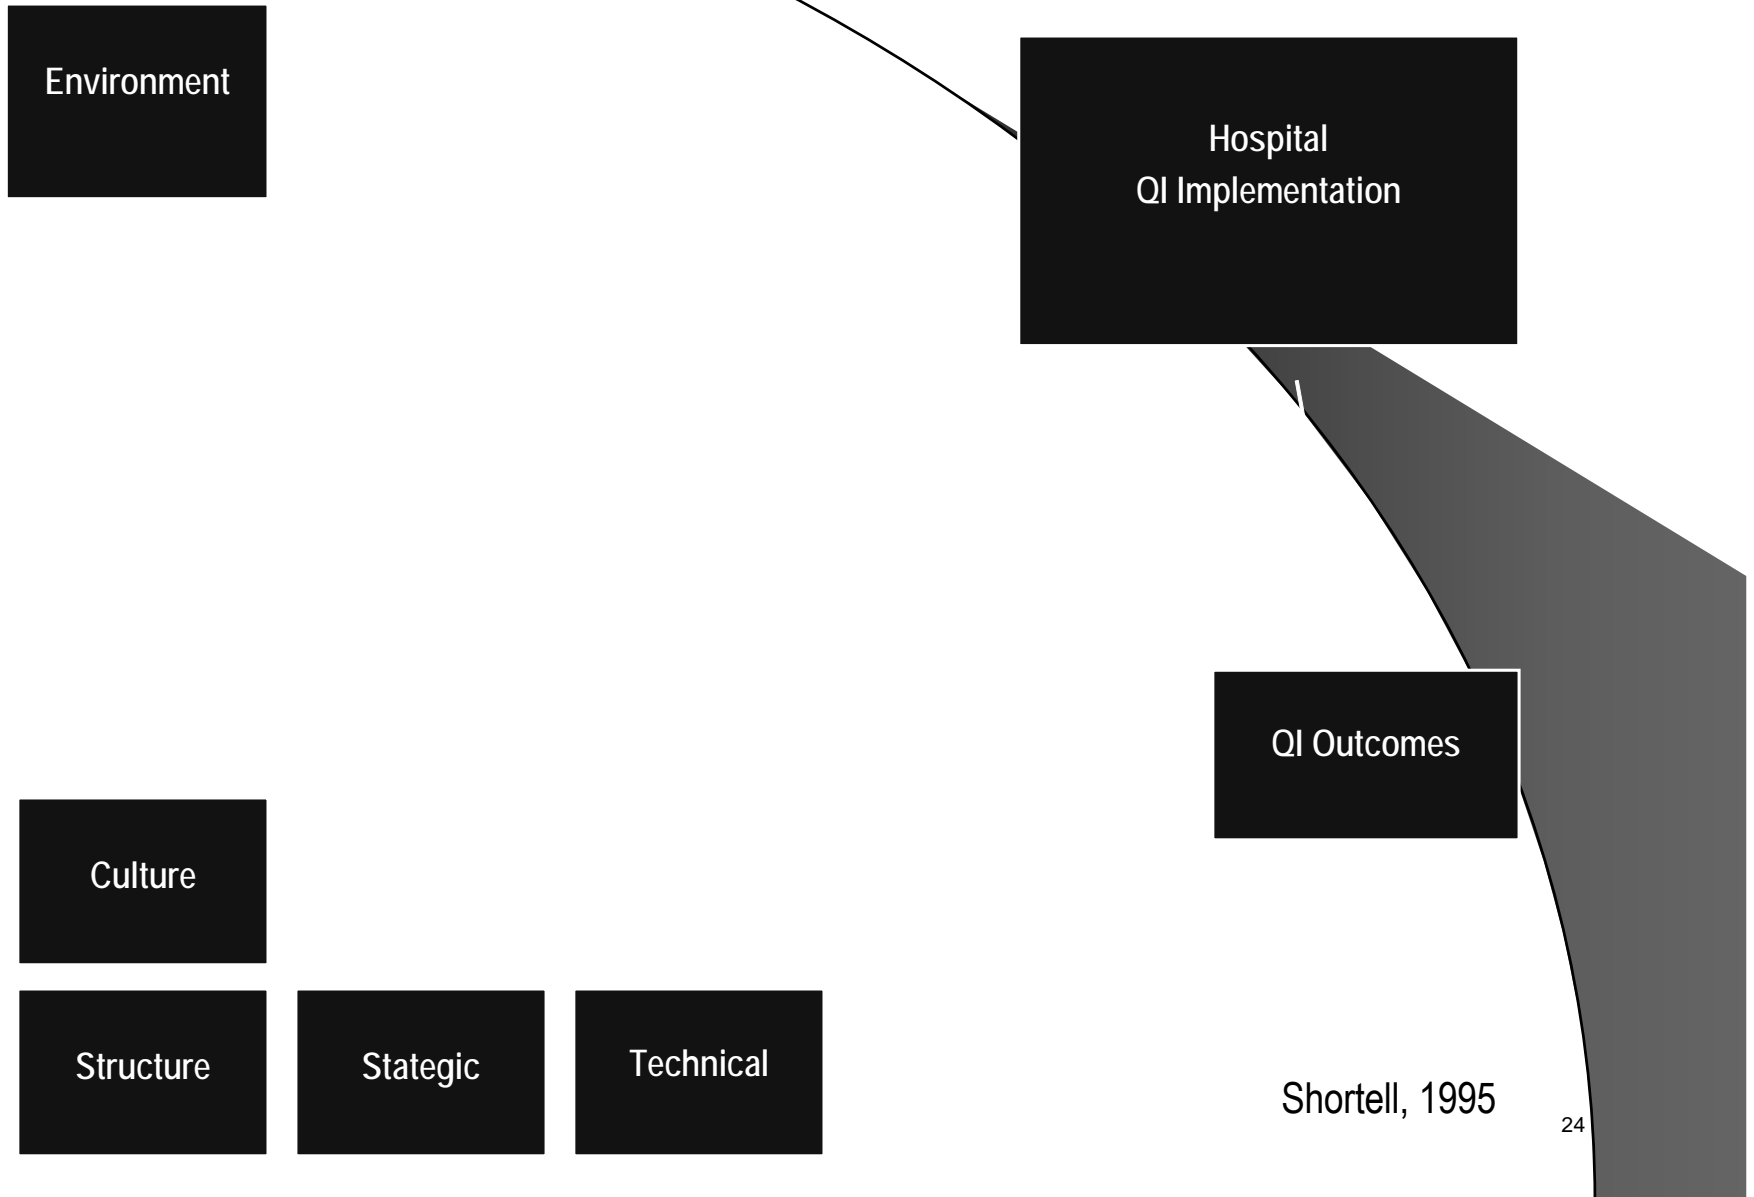 Environment
Hospital
QI Implementation
QI Outcomes
Culture
Structure
Stategic
Technical
Shortell, 1995
24